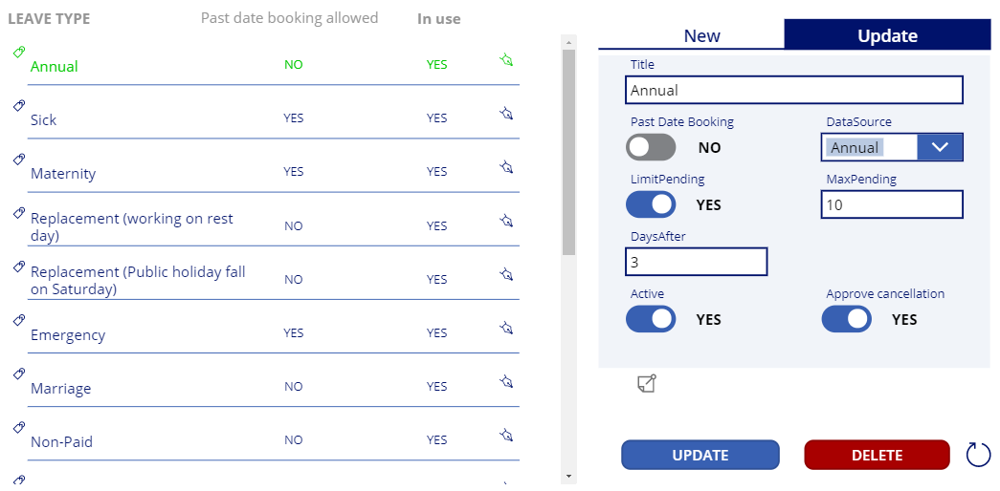 LEAVE TYPE Past date booking allowed In use
Annual NO YES
Sick YES YES
Maternity YES YES
Replacement (working on rest
day) NO YES
Replacement (Public holiday fall
on Saturday) NO YES
Emergency YES YES
Marriage NO YES
Non-Paid NO YES
New Update
Title
Annual
Past Date Booking DataSource
NO Annual
LimitPending MaxPending
YES 10
DaysAfter
3
Active Approve cancellation
YES YES
UPDATE DELETE